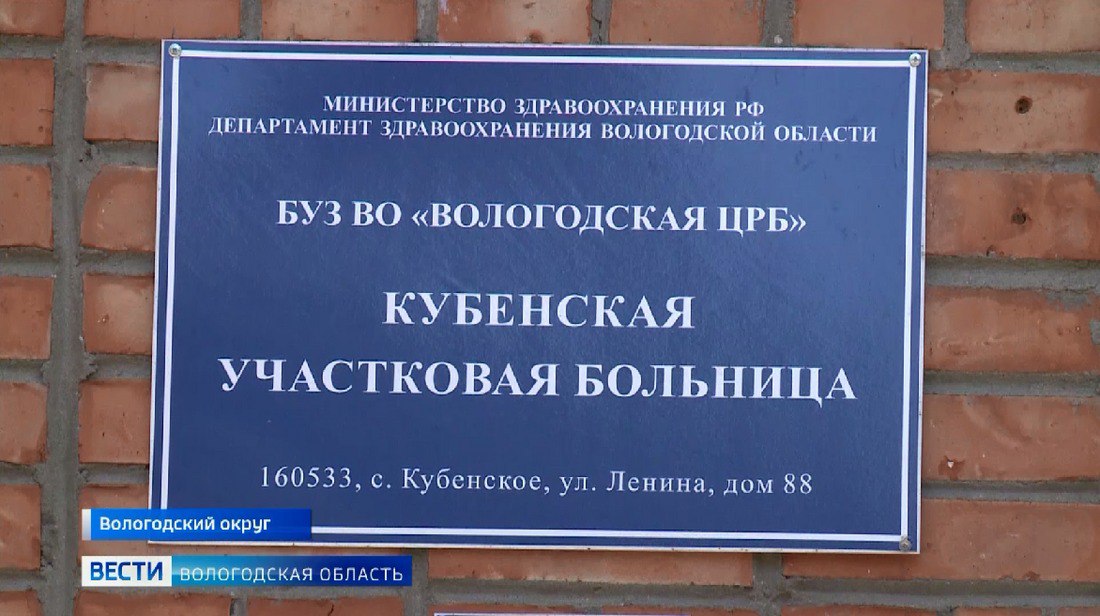 МИНИСТЕРСТВО ЗДРАВООХРАНЕНИЯ РФ
ДЕПАРТАМЕНТ ЗДРАВООХРАНЕНИЯ ВОЛОГОДСКОЙ ОБЛАСТИ
БУЗ ВО «ВОЛОГОДСКАЯ ЦРБ»
КУБЕНСКАЯ
УЧАСТКОВАЯ БОЛЬНИЦА
160533, с. Кубенское, ул. Ленина, дом 88
Вологодский округ
ВЕСТИ ВОЛОГОДСКАЯ ОБЛАСТЬ